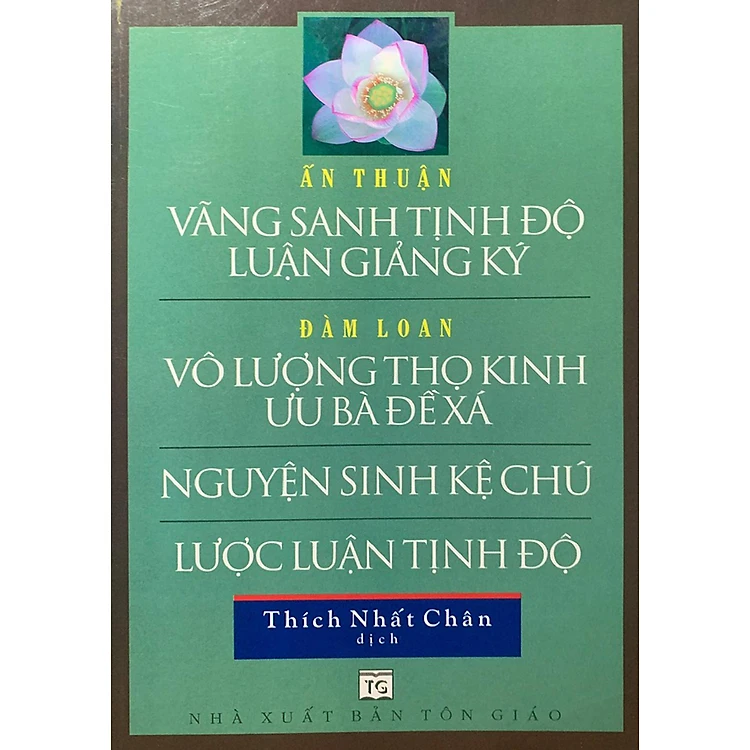 ẤN THUẬN
VÃNG SANH TỊNH ĐỘ
LUẬN GIẢNG KÝ
ĐÀM LOAN
VÔ LƯỢNG THỌ KINH
ƯU BÀ ĐỀ XÁ
NGUYỆN SINH KỆ CHÚ
LƯỢC LUẬN TỊNH ĐỘ
Thích Nhất Chân
dịch
TG
NHÀ XUẤT BẢN TÔN GIÁO